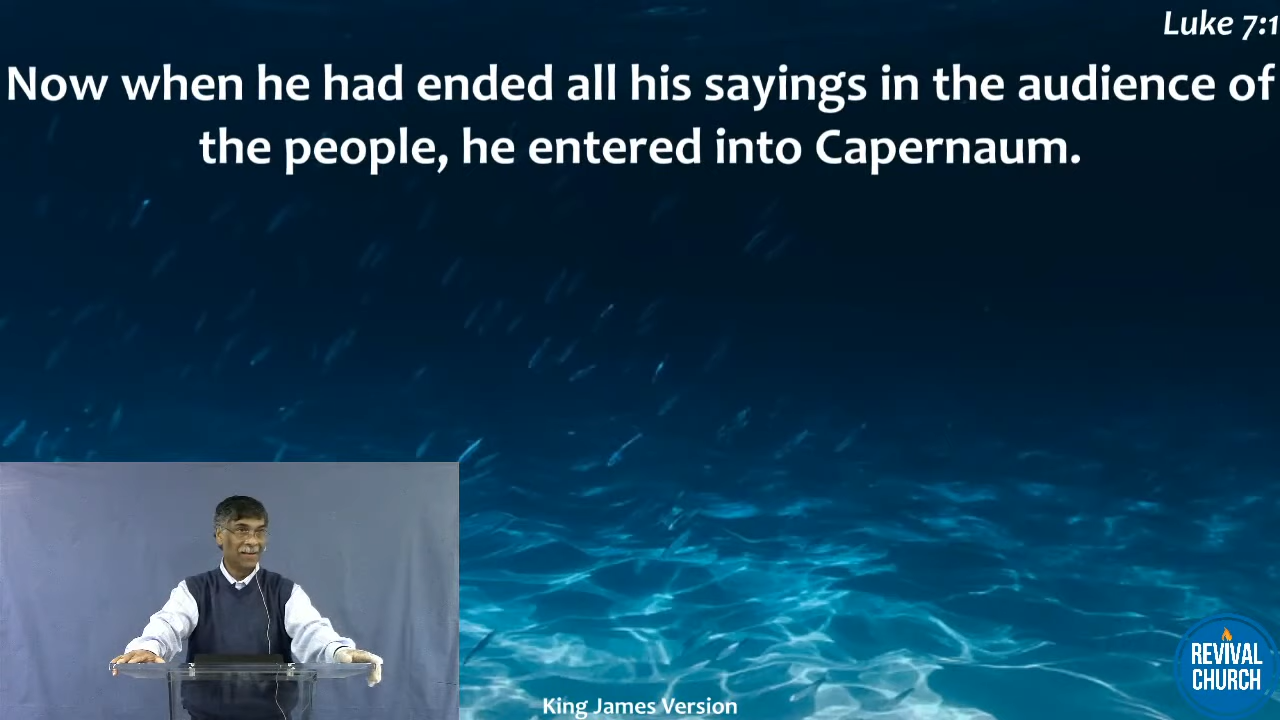 Luke 7:1
Now when he had ended all his sayings in the audience of
the people, he entered into Capernaum.
REVIVAL
CHURCH
King James Version